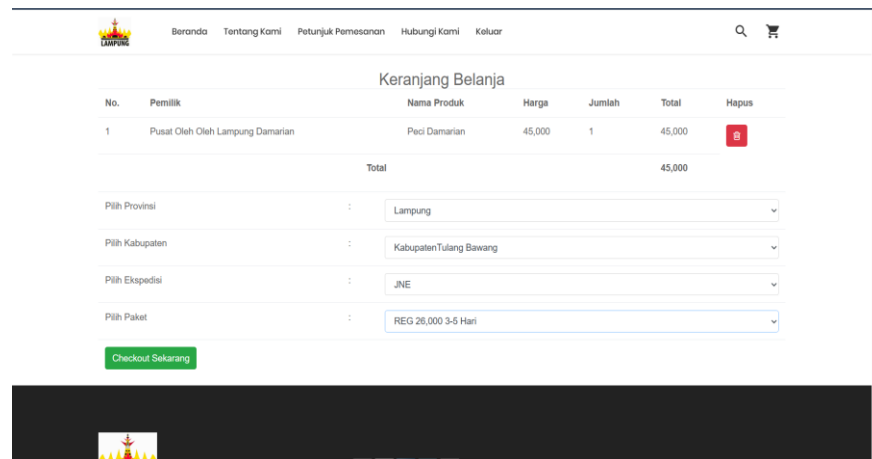 LAMPUNG
Beranda Tentang Kami Petunjuk Pemesanan Hubungi Kami Keluar
Keranjang Belanja
No. Pemilik Nama Produk Harga Jumlah Total Hapus
1 Pusat Oleh Oleh Lampung Damarian Peci Damarian 45,000 1 45,000
Total 45,000
Pilih Provinsi : Lampung
Pilih Kabupaten : KabupatenTulang Bawang
Pilih Ekspedisi : JNE
Pilih Paket : REG 26,000 3-5 Hari
Checkout Sekarang